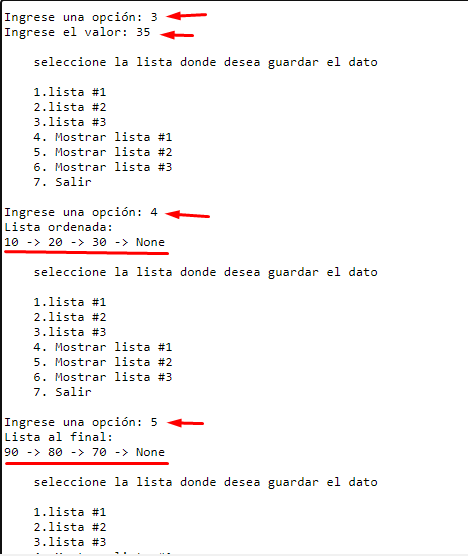 Ingrese una opción: 3
Ingrese el valor: 35
seleccione la lista donde desea guardar el dato
1.lista #1
2.lista #2
3.lista #3
4. Mostrar lista #1
5. Mostrar lista #2
6. Mostrar lista #3
7. Salir
Ingrese una opción: 4
Lista ordenada:
10 -> 20 -> 30 -> None
seleccione la lista donde desea guardar el dato
1.lista #1
2.lista #2
3.lista #3
4. Mostrar lista #1
5. Mostrar lista #2
6. Mostrar lista #3
7. Salir
Ingrese una opción: 5
Lista al final:
90 -> 80 -> 70 -> None
seleccione la lista donde desea guardar el dato
1.lista #1
2.lista #2
3.lista #3